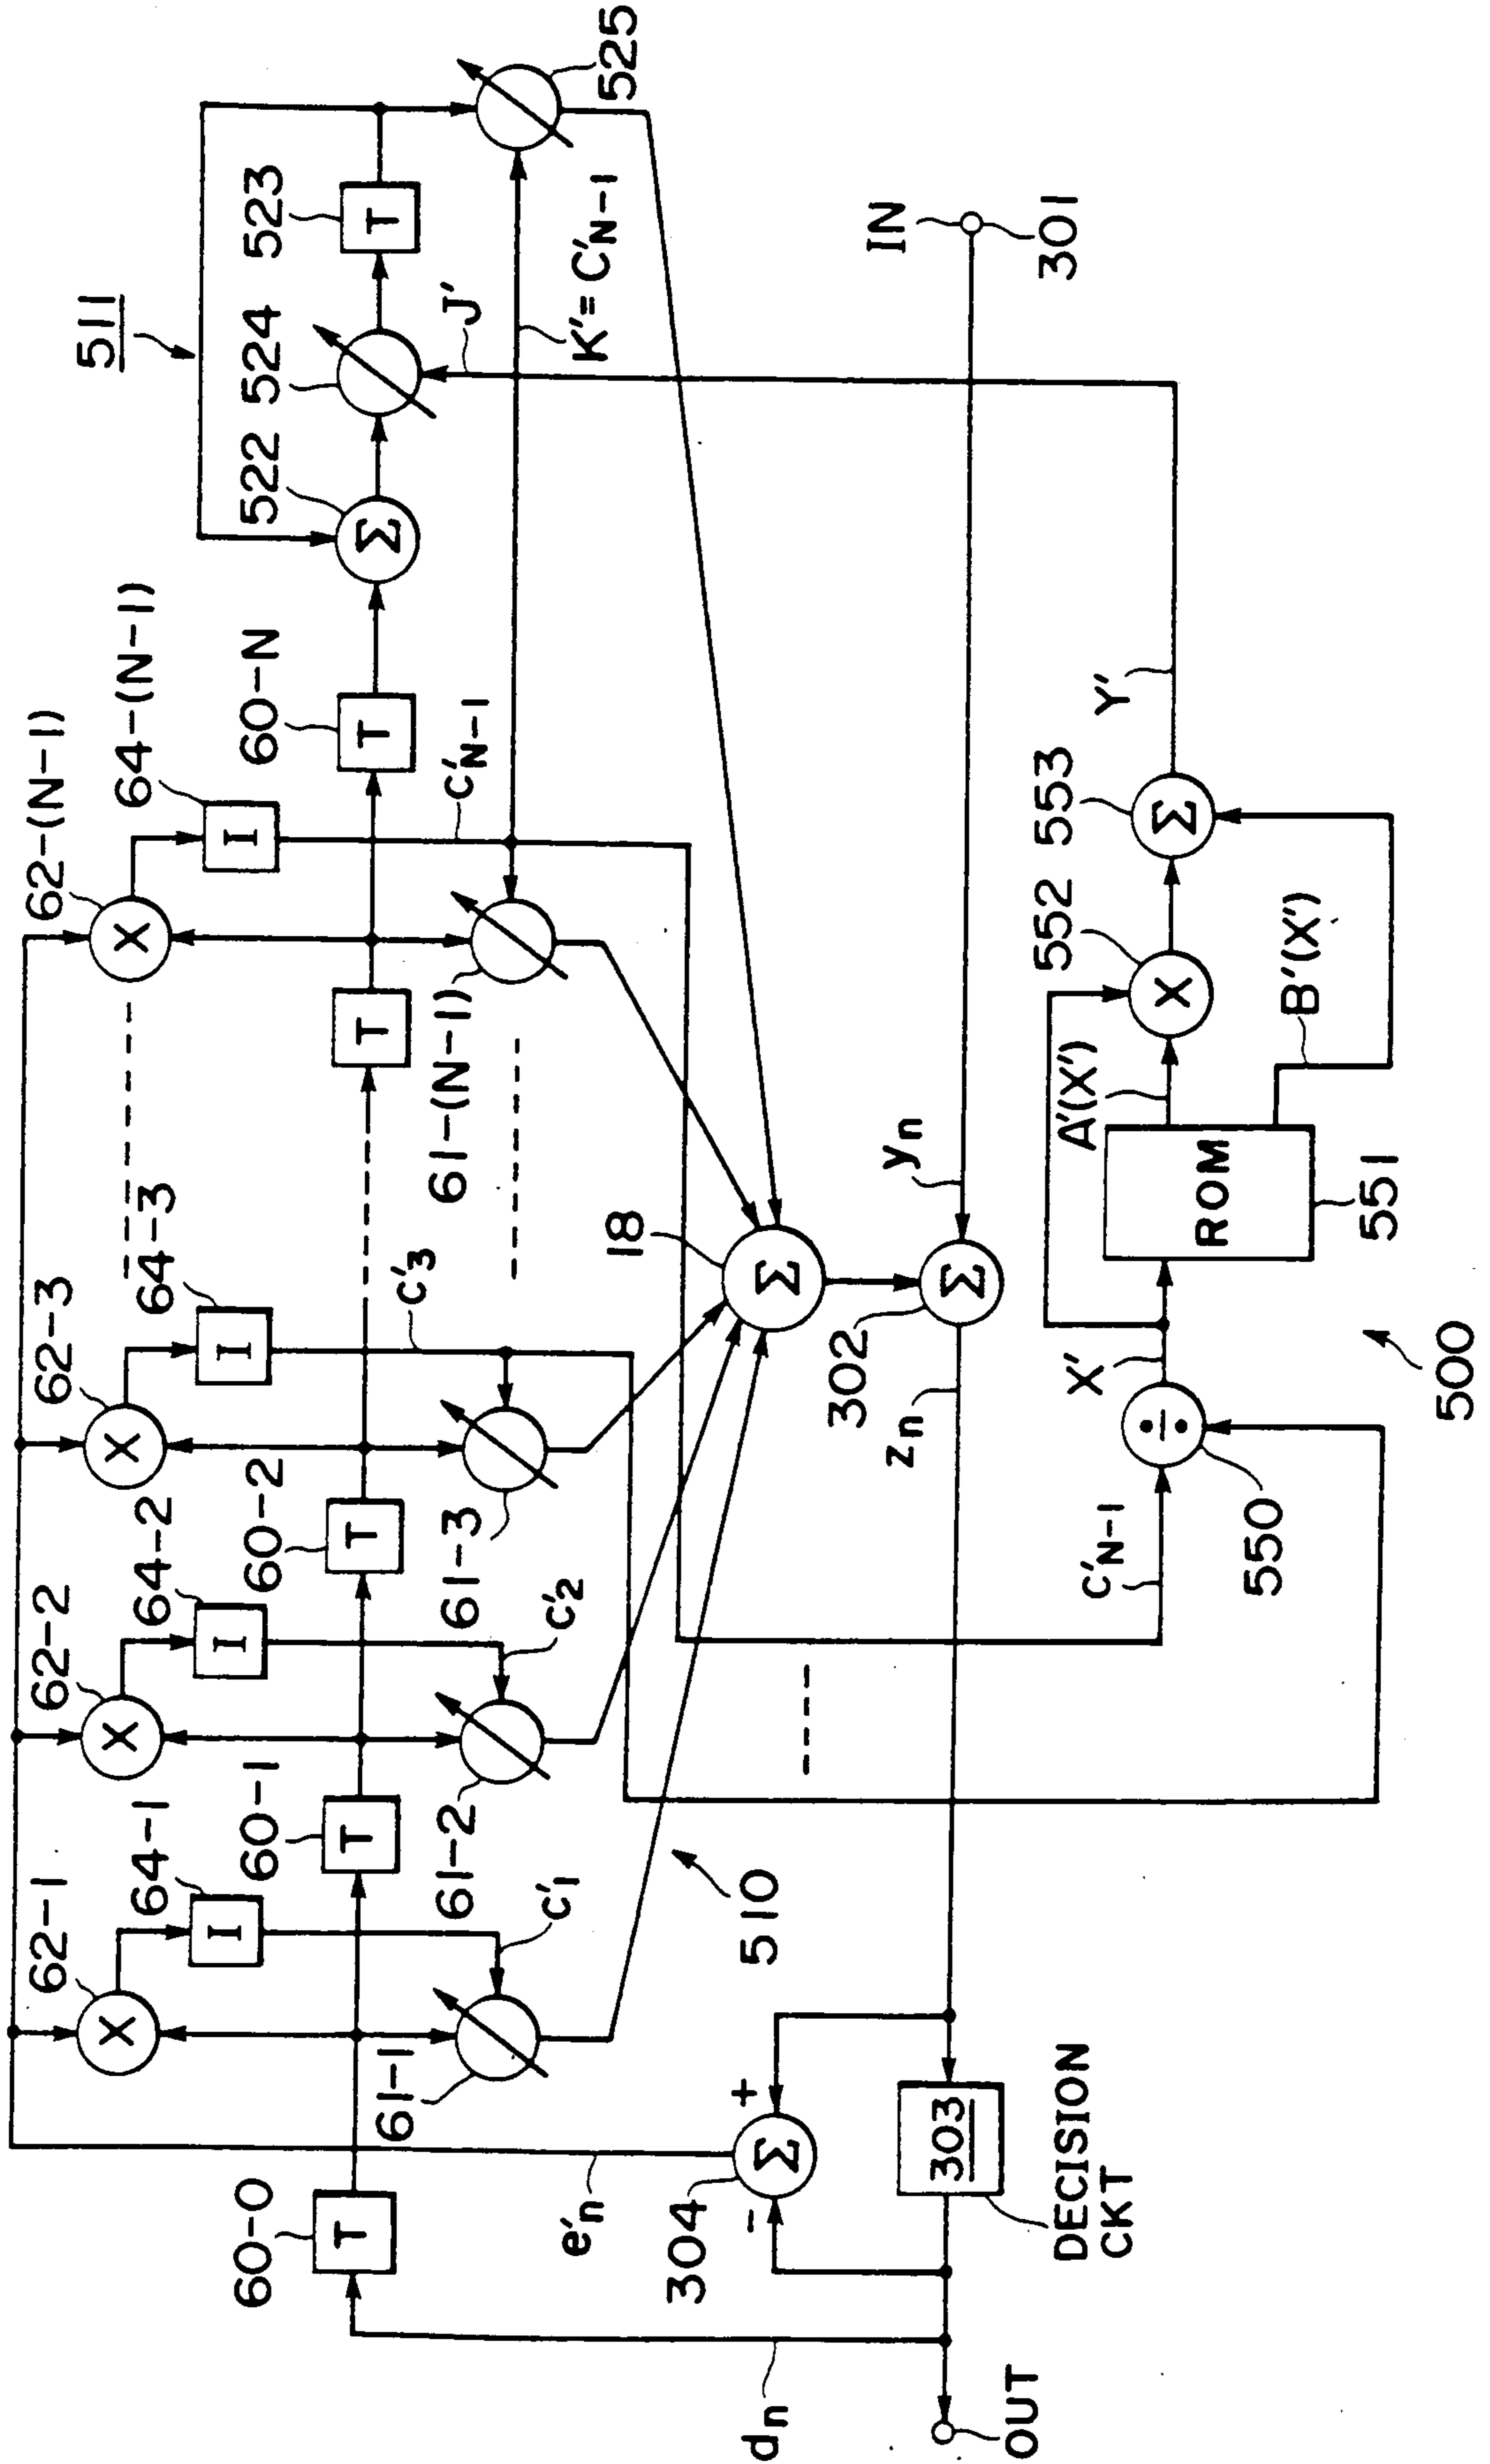 62-1
62-2
62-3
62-(N-1)
X
X
X
X
64-1
64-2
64-3
64-(N-1)
I
I
I
I
511
60-0
60-1
60-2
60-N
522
524
523
T
T
T
T
T
Σ
T
61-1
61-2
61-3
61-(N-1)
c'1
c'2
c'3
c'N-1
J'
525
K'=C'N-1
e'n
510
18
Σ
304
+
-
Σ
dn
OUT
303
DECISION
CKT
zn
302
Σ
yn
IN
301
c'N-1
550
÷
X'
ROM
551
A'(X')
B'(X')
552
X
553
Σ
Y'
500